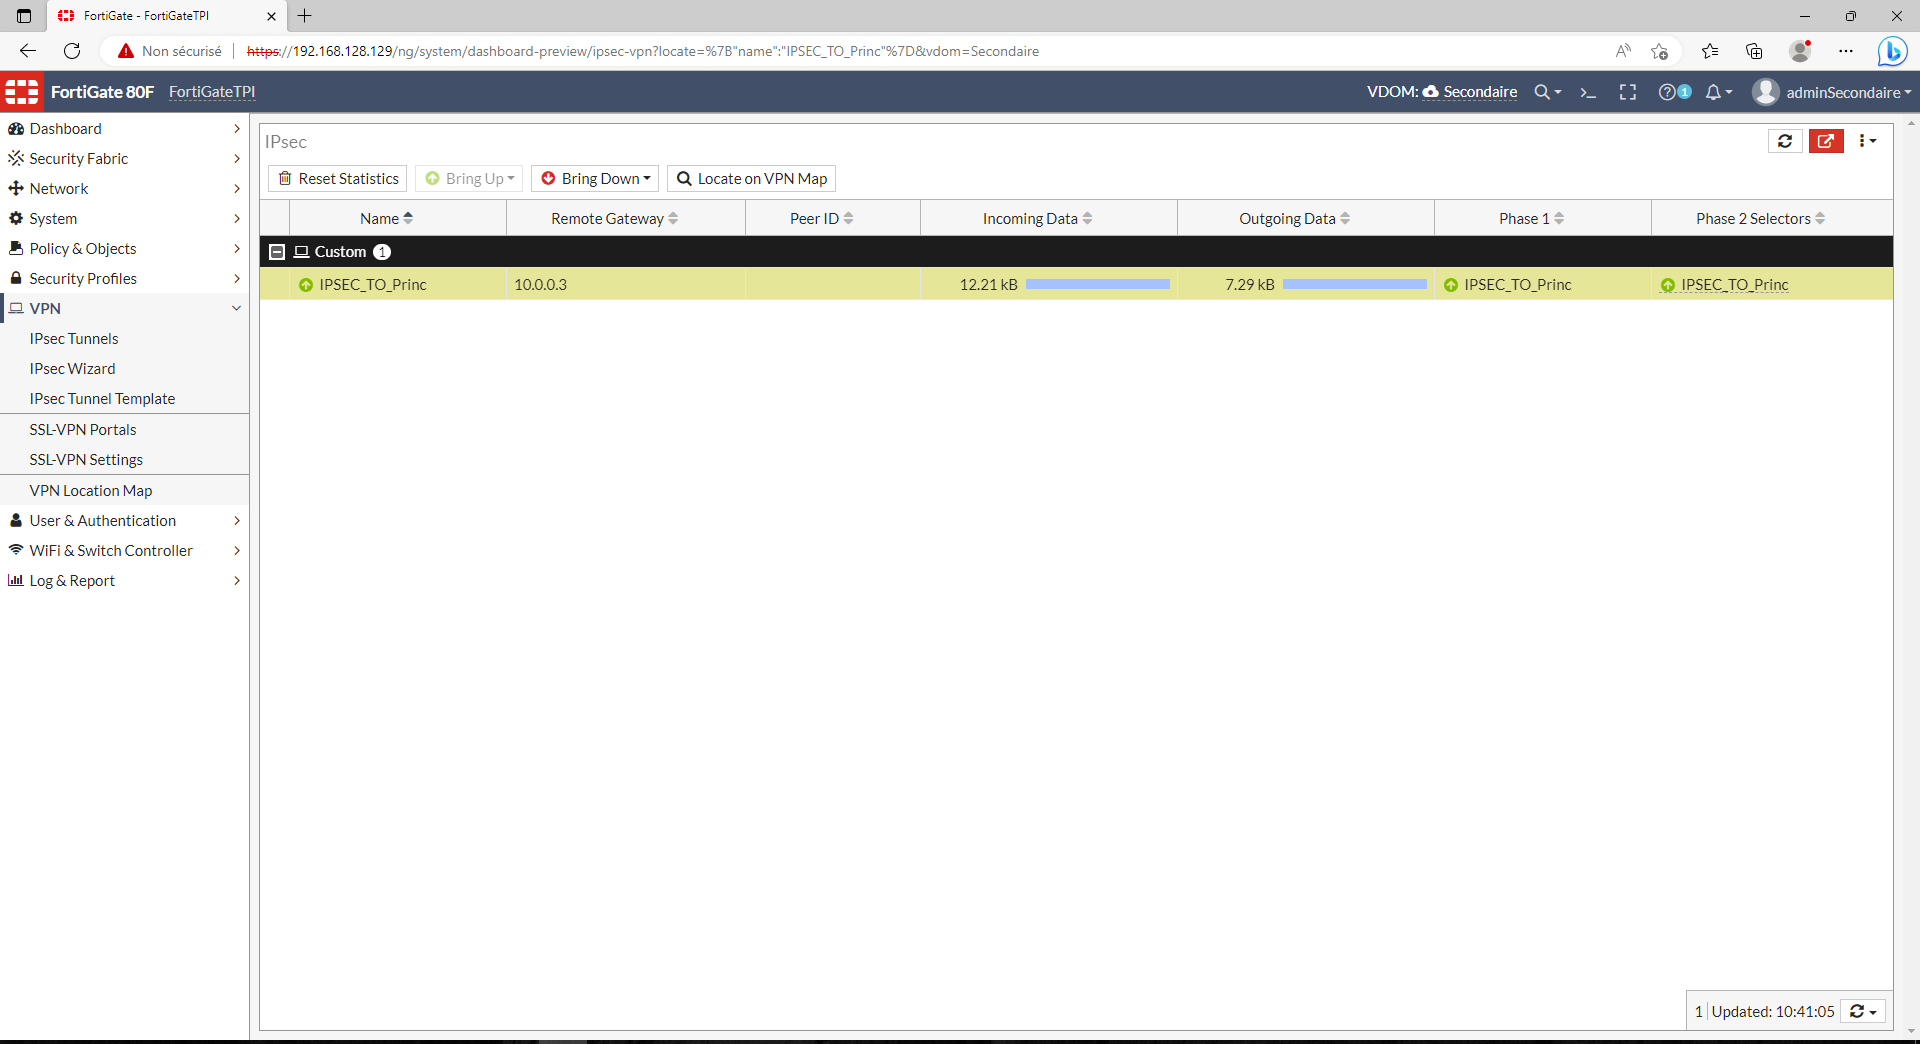 FortiGate - FortiGateTPI
Non sécurisé
https://192.168.128.129/ng/system/dashboard-preview/ipsec-vpn?locate=%7B"name":"IPSEC_TO_Princ"%7D&vdom=Secondaire
FortiGate 80F FortiGateTPI
VDOM: Secondaire
1
adminSecondaire
Dashboard
Security Fabric
Network
System
Policy & Objects
Security Profiles
VPN
IPsec Tunnels
IPsec Wizard
IPsec Tunnel Template
SSL-VPN Portals
SSL-VPN Settings
VPN Location Map
User & Authentication
WiFi & Switch Controller
Log & Report
IPsec
Reset Statistics Bring Up Bring Down Locate on VPN Map
Name Remote Gateway Peer ID Incoming Data Outgoing Data Phase 1 Phase 2 Selectors
Custom 1
IPSEC_TO_Princ 10.0.0.3 12.21 kB 7.29 kB IPSEC_TO_Princ IPSEC_TO_Princ
1 Updated: 10:41:05